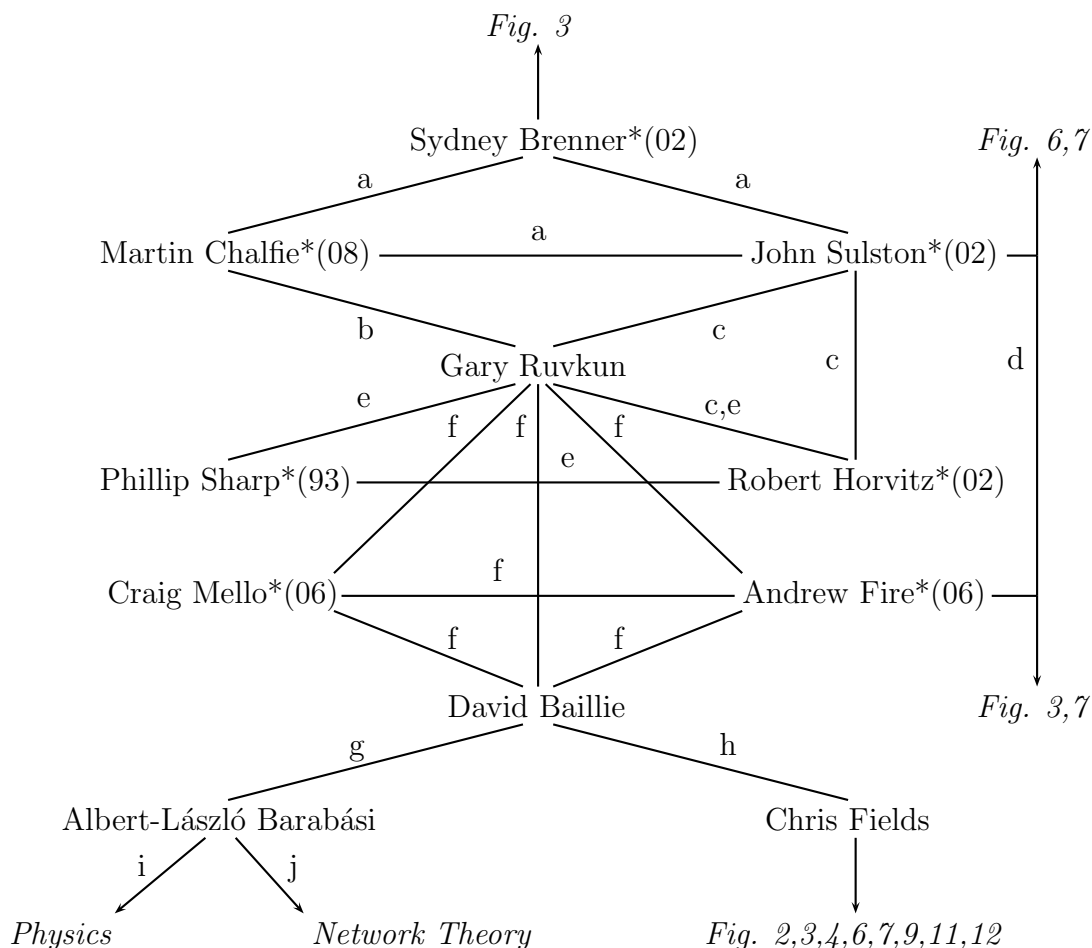 Fig. 3
Sydney Brenner*(02)
Fig. 6,7
a
a
Martin Chalfie*(08)
a
John Sulston*(02)
b
c
c
d
Gary Ruvkun
e
c,e
f
f
f
Phillip Sharp*(93)
e
Robert Horvitz*(02)
Craig Mello*(06)
f
Andrew Fire*(06)
f
f
David Baillie
Fig. 3,7
g
h
Albert-László Barabási
Chris Fields
i
j
Physics
Network Theory
Fig. 2,3,4,6,7,9,11,12